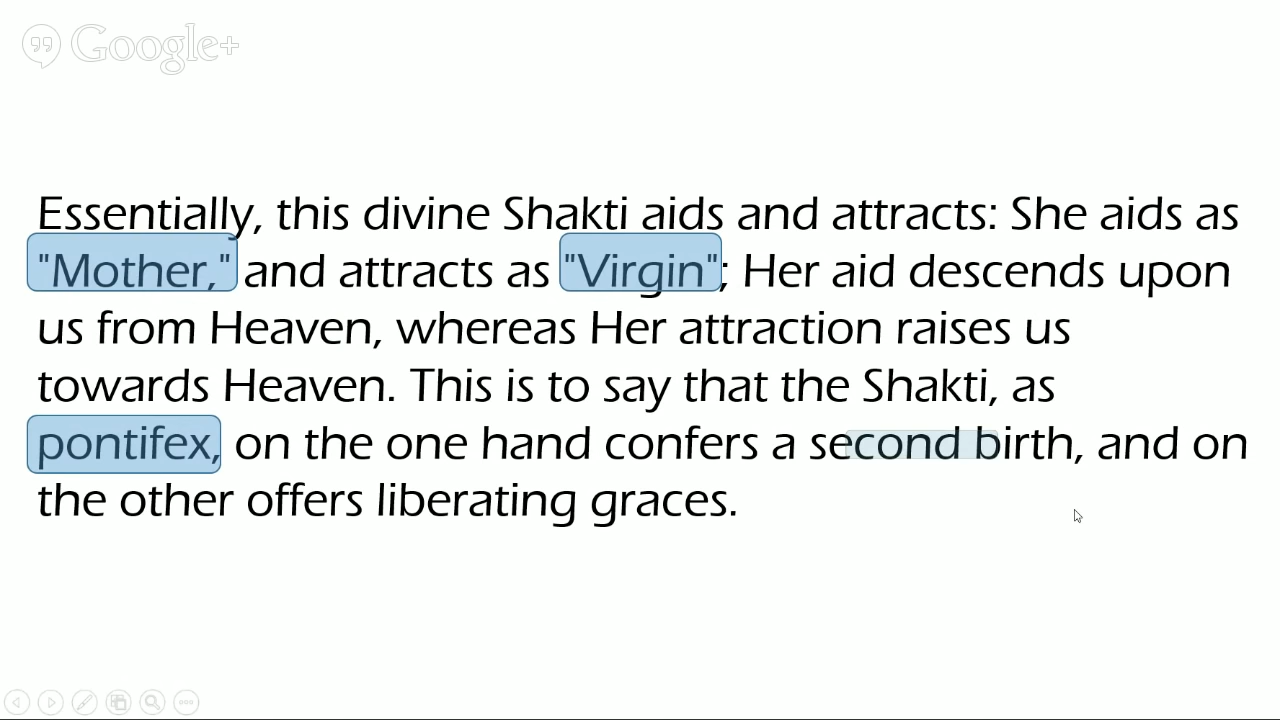 Google+
Essentially, this divine Shakti aids and attracts: She aids as
"Mother," and attracts as "Virgin"; Her aid descends upon
us from Heaven, whereas Her attraction raises us
towards Heaven. This is to say that the Shakti, as
pontifex, on the one hand confers a second birth, and on
the other offers liberating graces.